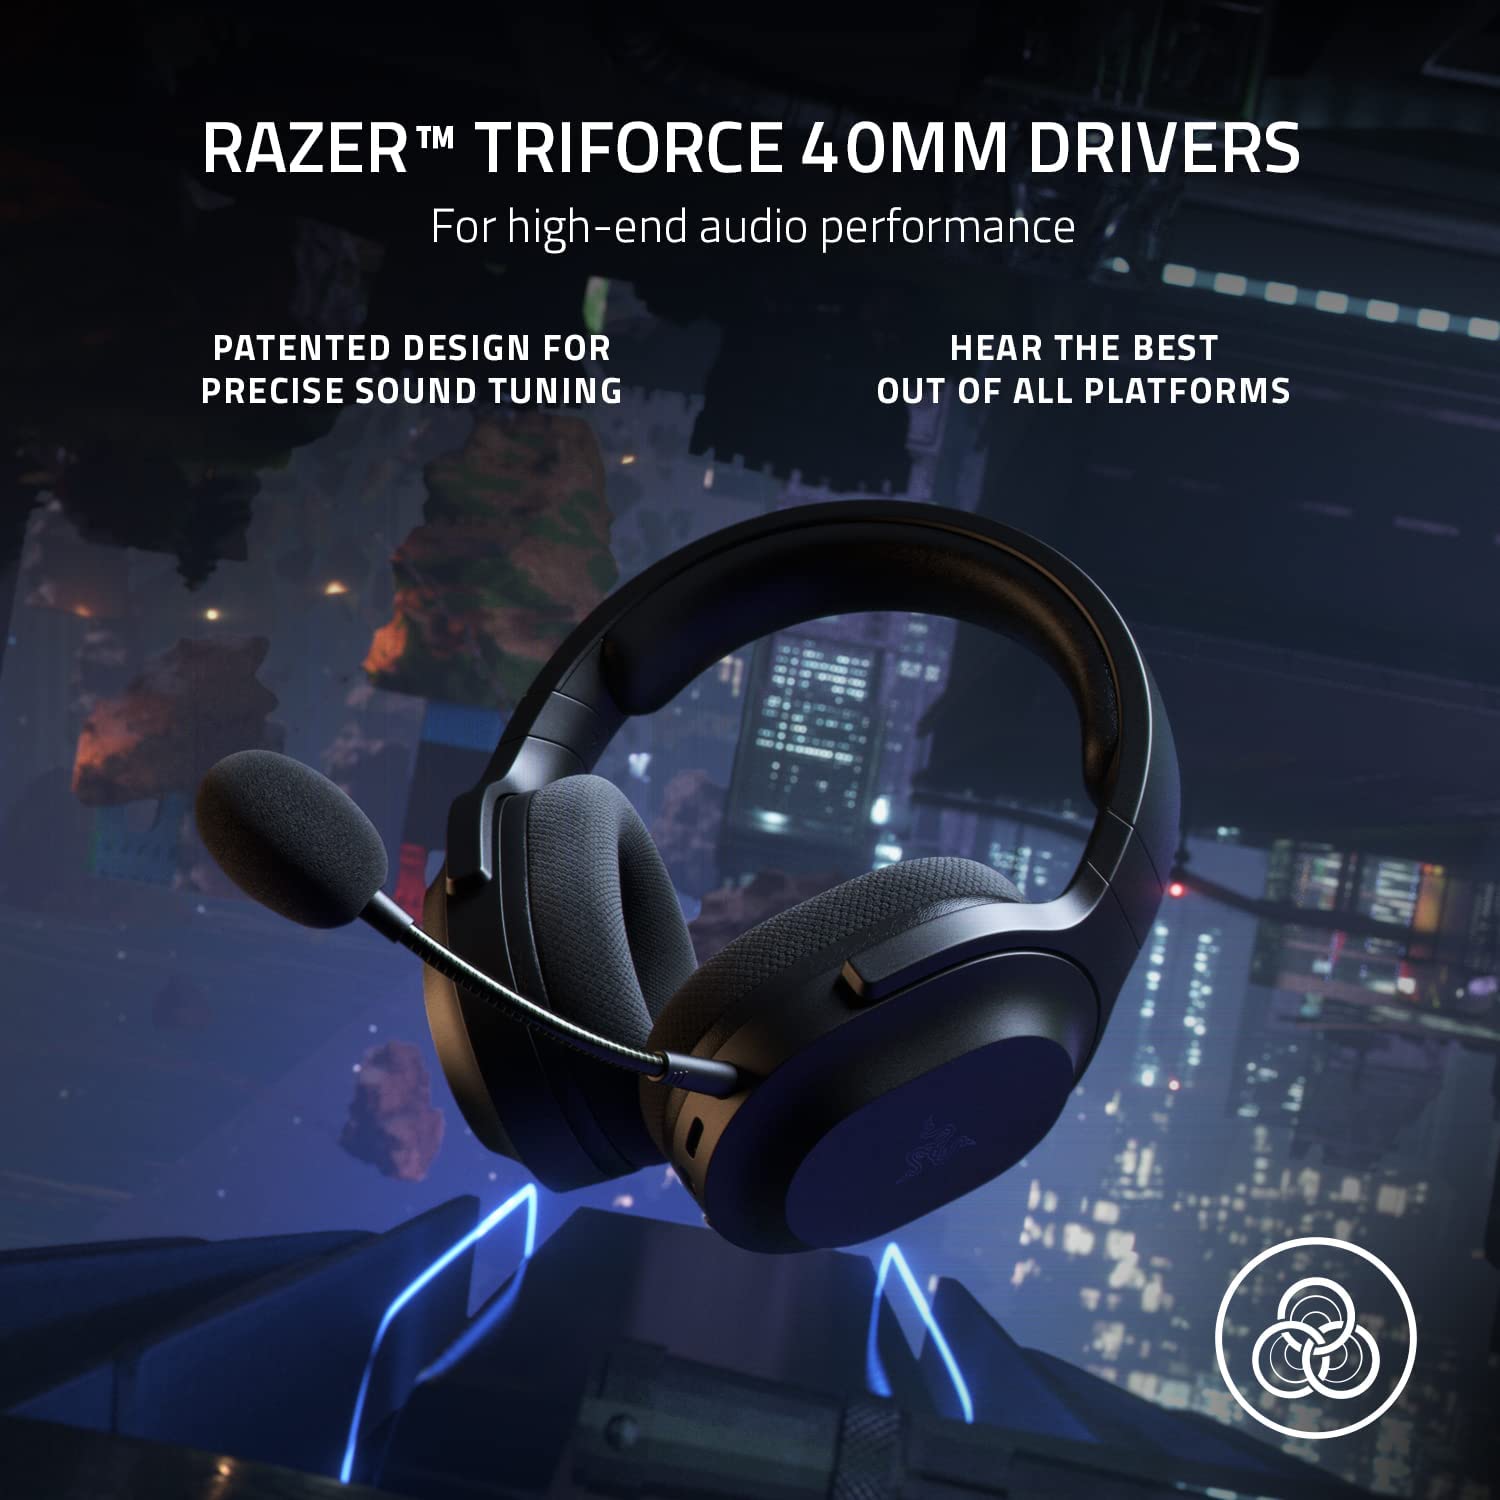 RAZER™ TRIFORCE 40MM DRIVERS
For high-end audio performance
PATENTED DESIGN FOR
PRECISE SOUND TUNING
HEAR THE BEST
OUT OF ALL PLATFORMS